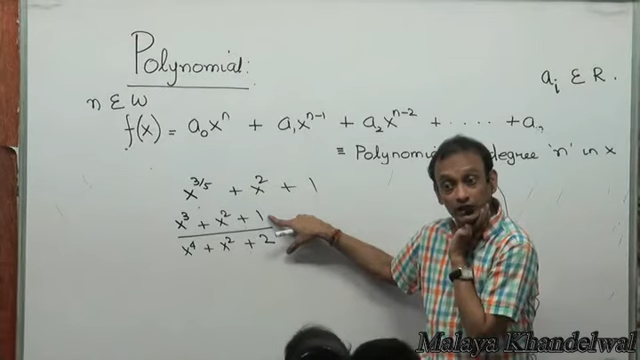 Polynomial:
aᵢ ∈ R.
n ∈ W
f(x) = a₀xⁿ + a₁xⁿ⁻¹ + a₂xⁿ⁻² + ..... + aₙ
≡ Polynomial degree 'n' in x
x^{3/5} + x² + 1
x³ + x² + 1
x⁴ + x² + 2
Malaya Khandelwal